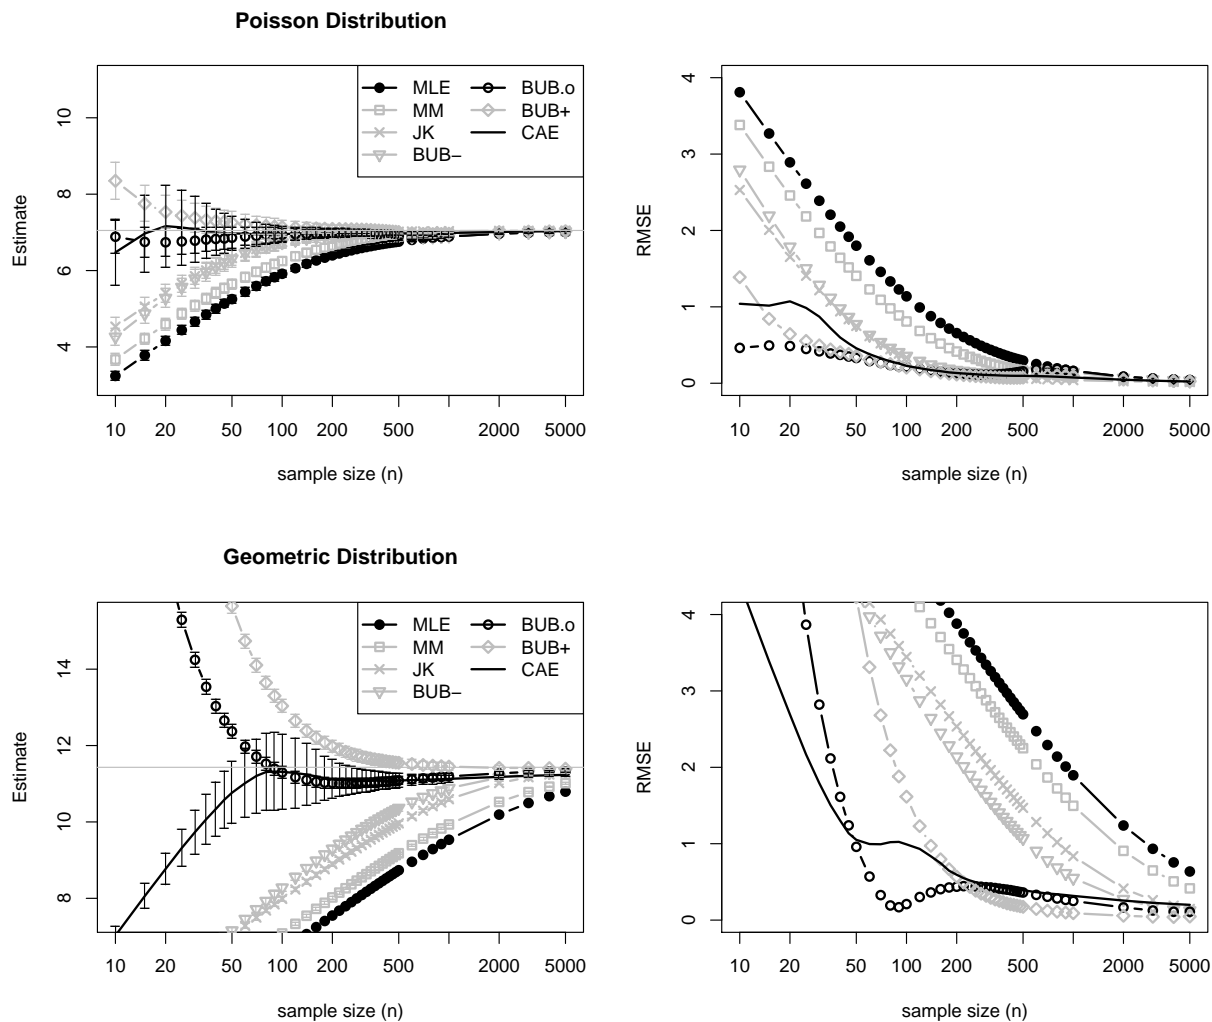 Poisson Distribution
Estimate
10
8
6
4
MLE
MM
JK
BUB−
BUB.o
BUB+
CAE
10 20 50 100 200 500 2000 5000
sample size (n)
RMSE
4
3
2
1
0
10 20 50 100 200 500 2000 5000
sample size (n)
Geometric Distribution
Estimate
14
12
10
8
MLE
MM
JK
BUB−
BUB.o
BUB+
CAE
10 20 50 100 200 500 2000 5000
sample size (n)
RMSE
4
3
2
1
0
10 20 50 100 200 500 2000 5000
sample size (n)